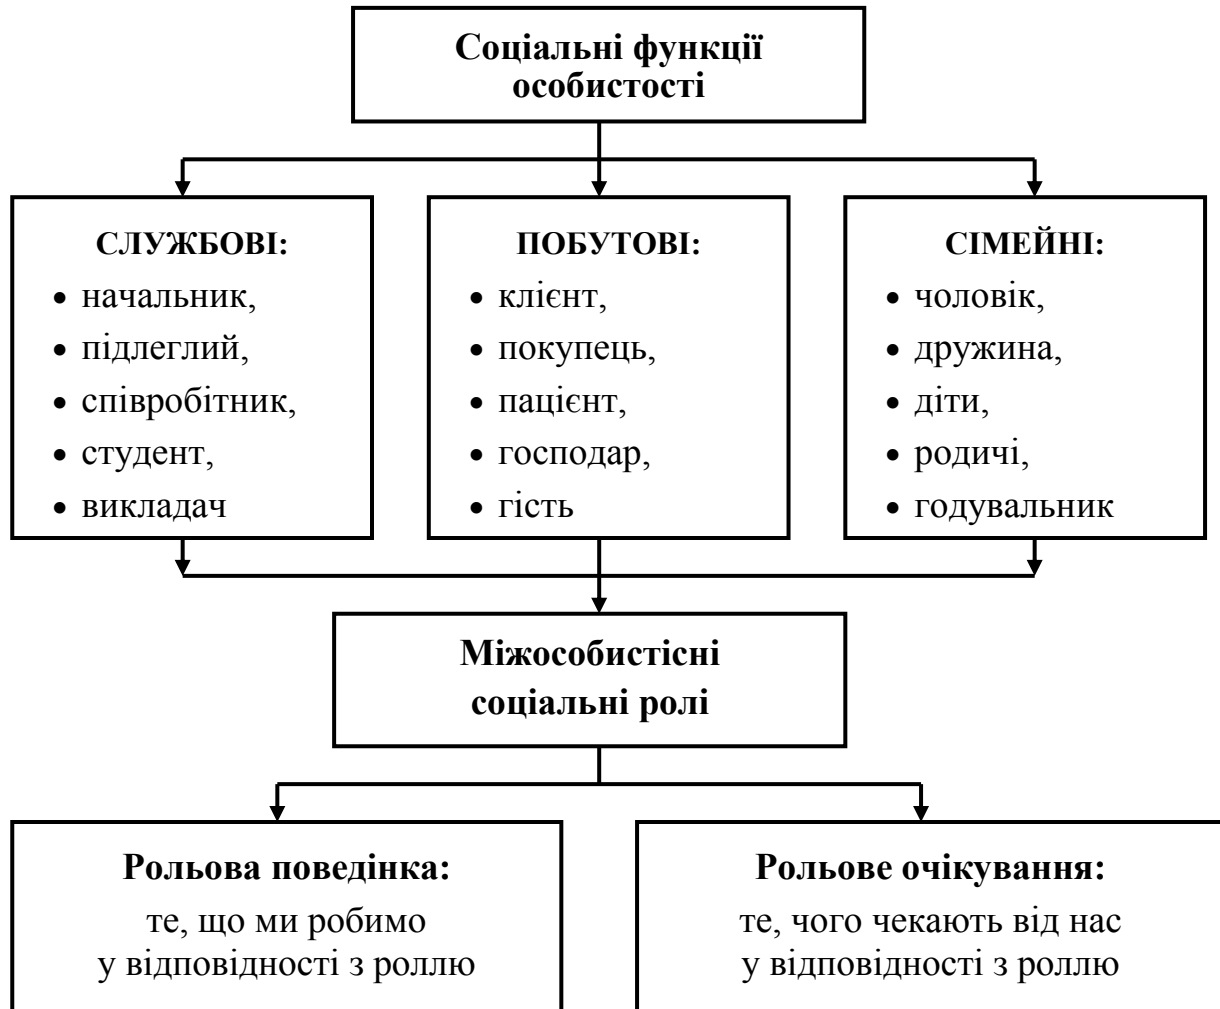 Соціальні функції
особистості
СЛУЖБОВІ:
• начальник,
• підлеглий,
• співробітник,
• студент,
• викладач
ПОБУТОВІ:
• клієнт,
• покупець,
• пацієнт,
• господар,
• гість
СІМЕЙНІ:
• чоловік,
• дружина,
• діти,
• родичі,
• годувальник
Міжособистісні
соціальні ролі
Рольова поведінка:
те, що ми робимо
у відповідності з роллю
Рольове очікування:
те, чого чекають від нас
у відповідності з роллю